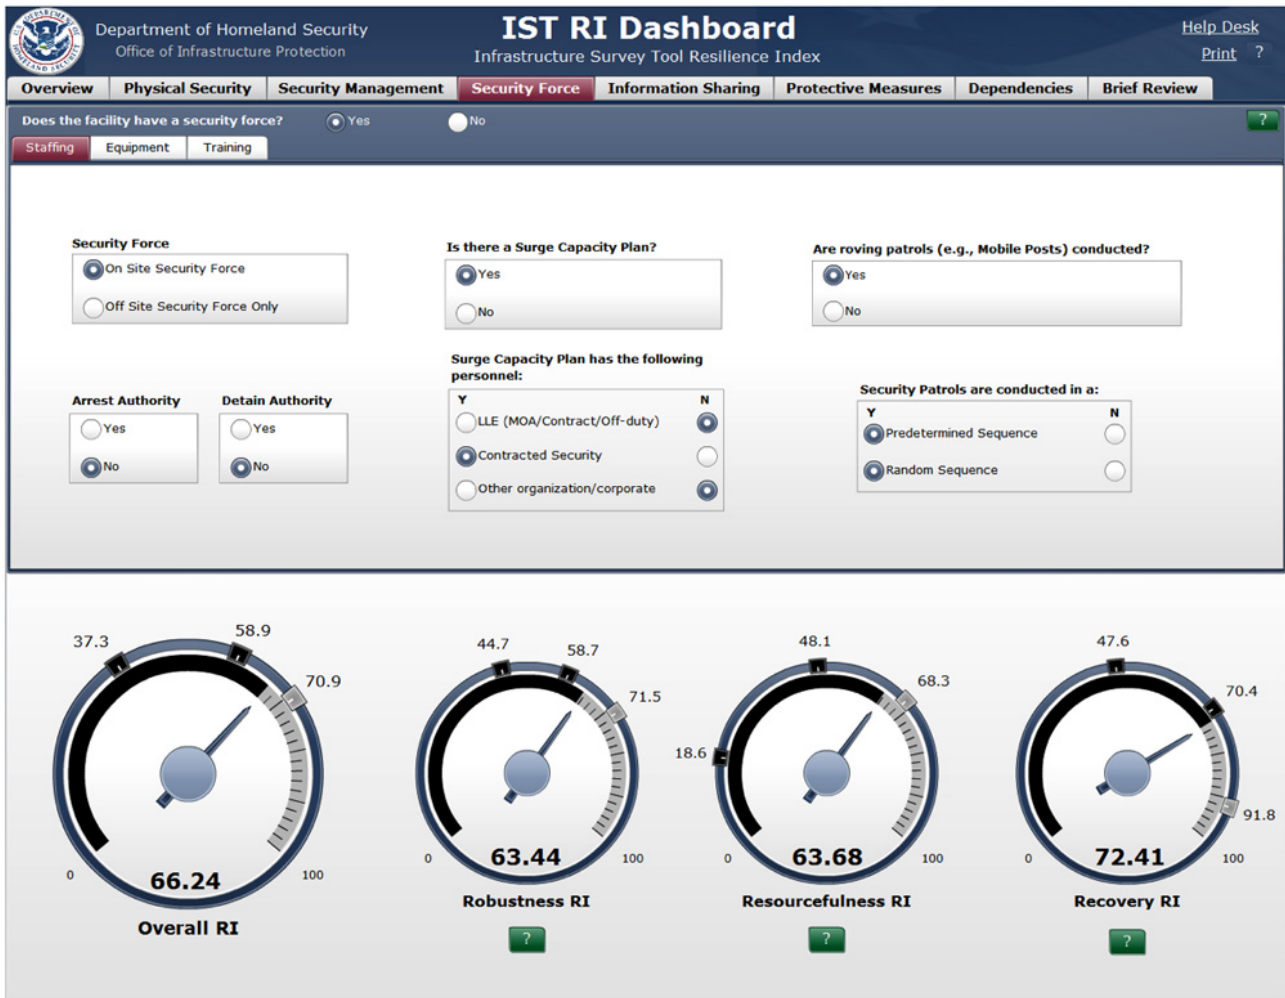 U.S. DEPARTMENT OF HOMELAND SECURITY
Department of Homeland Security
Office of Infrastructure Protection
IST RI Dashboard
Infrastructure Survey Tool Resilience Index
Help Desk
Print ?
Overview Physical Security Security Management Security Force Information Sharing Protective Measures Dependencies Brief Review
Does the facility have a security force? Yes No ?
Staffing Equipment Training
Security Force
On Site Security Force
Off Site Security Force Only
Is there a Surge Capacity Plan?
Yes
No
Are roving patrols (e.g., Mobile Posts) conducted?
Yes
No
Arrest Authority
Yes
No
Detain Authority
Yes
No
Surge Capacity Plan has the following
personnel:
Y N
LLE (MOA/Contract/Off-duty)
Contracted Security
Other organization/corporate
Security Patrols are conducted in a:
Y N
Predetermined Sequence
Random Sequence
37.3 58.9 70.9
0 100
66.24
Overall RI
44.7 58.7 71.5
0 100
63.44
Robustness RI
?
18.6 48.1 68.3
0 100
63.68
Resourcefulness RI
?
47.6 70.4 91.8
0 100
72.41
Recovery RI
?